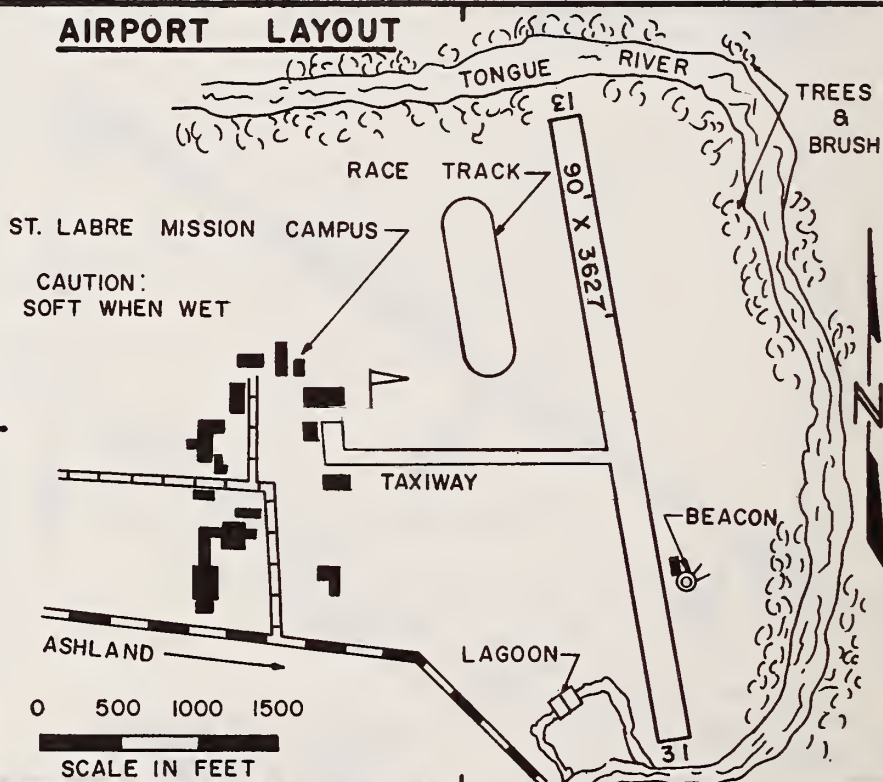 AIRPORT LAYOUT
TONGUE RIVER
TREES
&
BRUSH
13
RACE TRACK
90' X 3627'
ST. LABRE MISSION CAMPUS
CAUTION:
SOFT WHEN WET
N
TAXIWAY
BEACON
ASHLAND
LAGOON
0 500 1000 1500
SCALE IN FEET
31